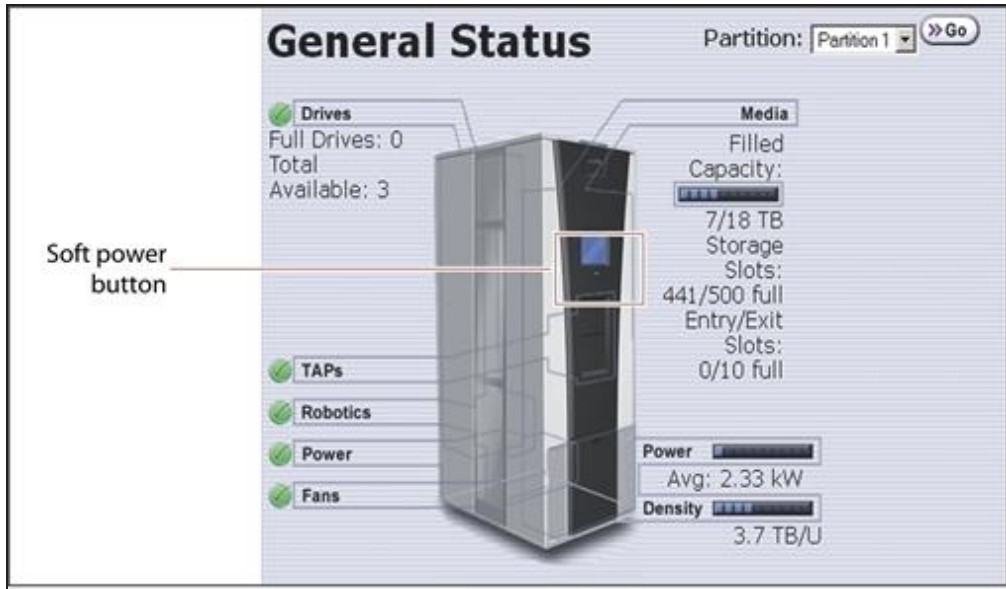 General Status
Partition: Partition 1 Go
Drives
Full Drives: 0
Total
Available: 3
Media
Filled
Capacity:
7/18 TB
Storage
Slots:
441/500 full
Entry/Exit
Slots:
0/10 full
Soft power
button
TAPs
Robotics
Power
Fans
Power
Avg: 2.33 kW
Density
3.7 TB/U